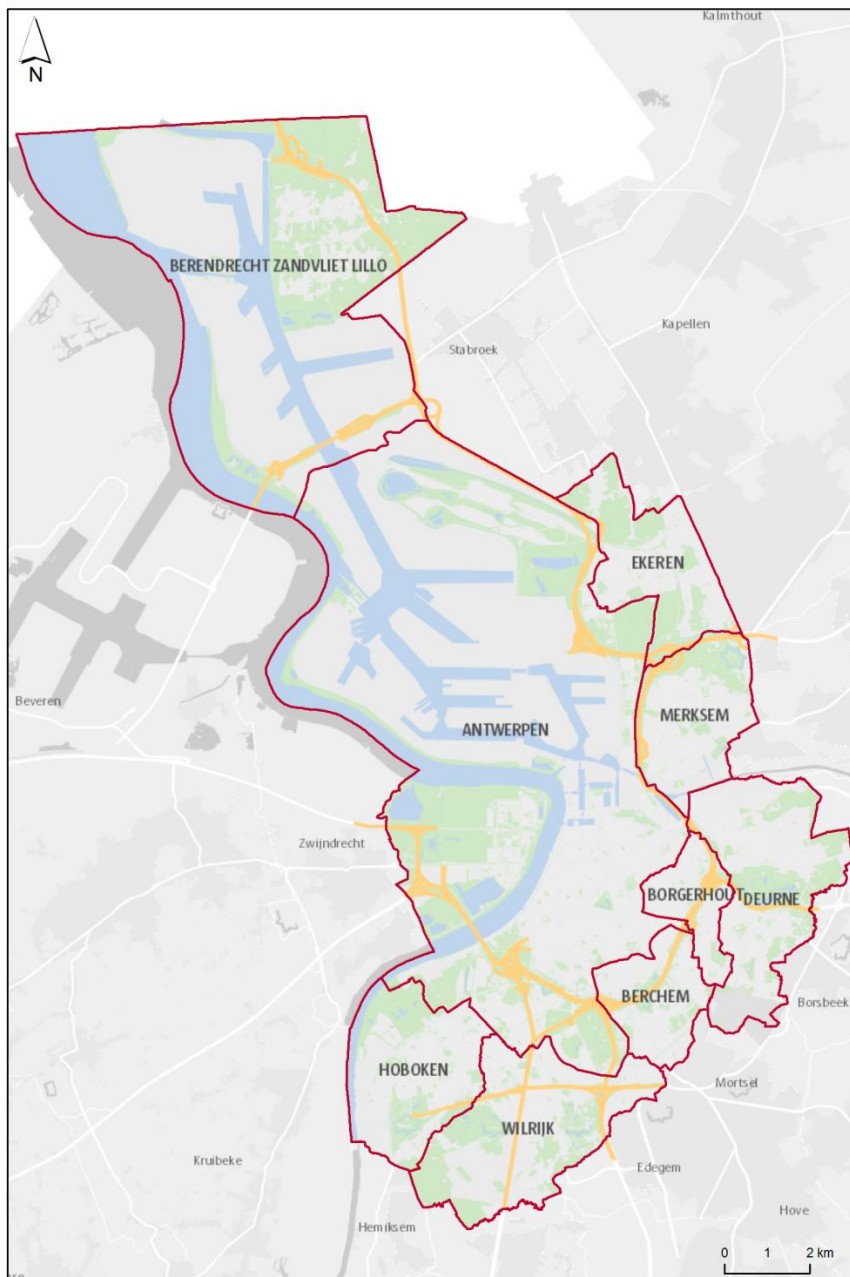 Kalmthout
N
BERENDRECHT ZANDVLIET LILLO
Kapellen
Stabroek
EKEREN
Beveren
MERKSEM
ANTWERPEN
Zwijndrecht
BORGERHOUT
DEURNE
BERCHEM
Borsbeek
HOBOKEN
Mortsel
WILRIJK
Kruibeke
Edegem
Hove
Hemiksem
0 1 2 km